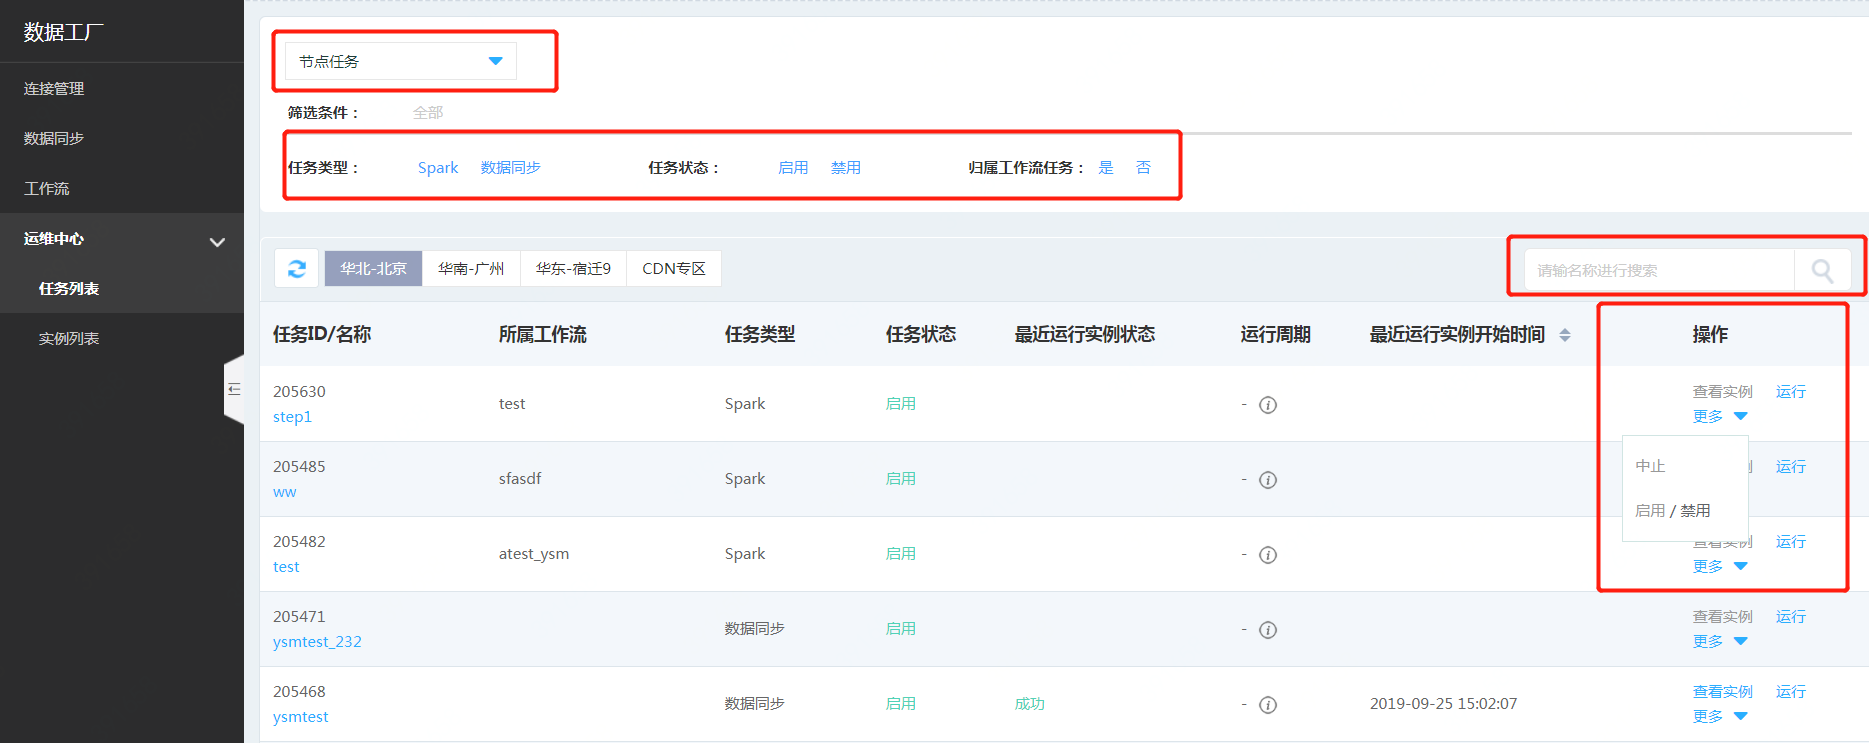 数据工厂
连接管理
数据同步
工作流
运维中心
任务列表
实例列表
节点任务
筛选条件： 全部
任务类型： Spark 数据同步 任务状态： 启用 禁用 归属工作流任务： 是 否
华北-北京 华南-广州 华东-宿迁9 CDN专区 请输名称进行搜索
任务ID/名称 所属工作流 任务类型 任务状态 最近运行实例状态 运行周期 最近运行实例开始时间 操作
205630 查看实例 运行
test Spark 启用 -
step1 更多
205485 中止 例 运行
sfasdf Spark 启用 -
ww
启用 / 禁用
205482 查看实例 运行
atest_ysm Spark 启用 -
test 更多
205471 查看实例 运行
数据同步 启用 -
ysmtest_232 更多
205468 查看实例 运行
数据同步 启用 成功 - 2019-09-25 15:02:07
ysmtest 更多